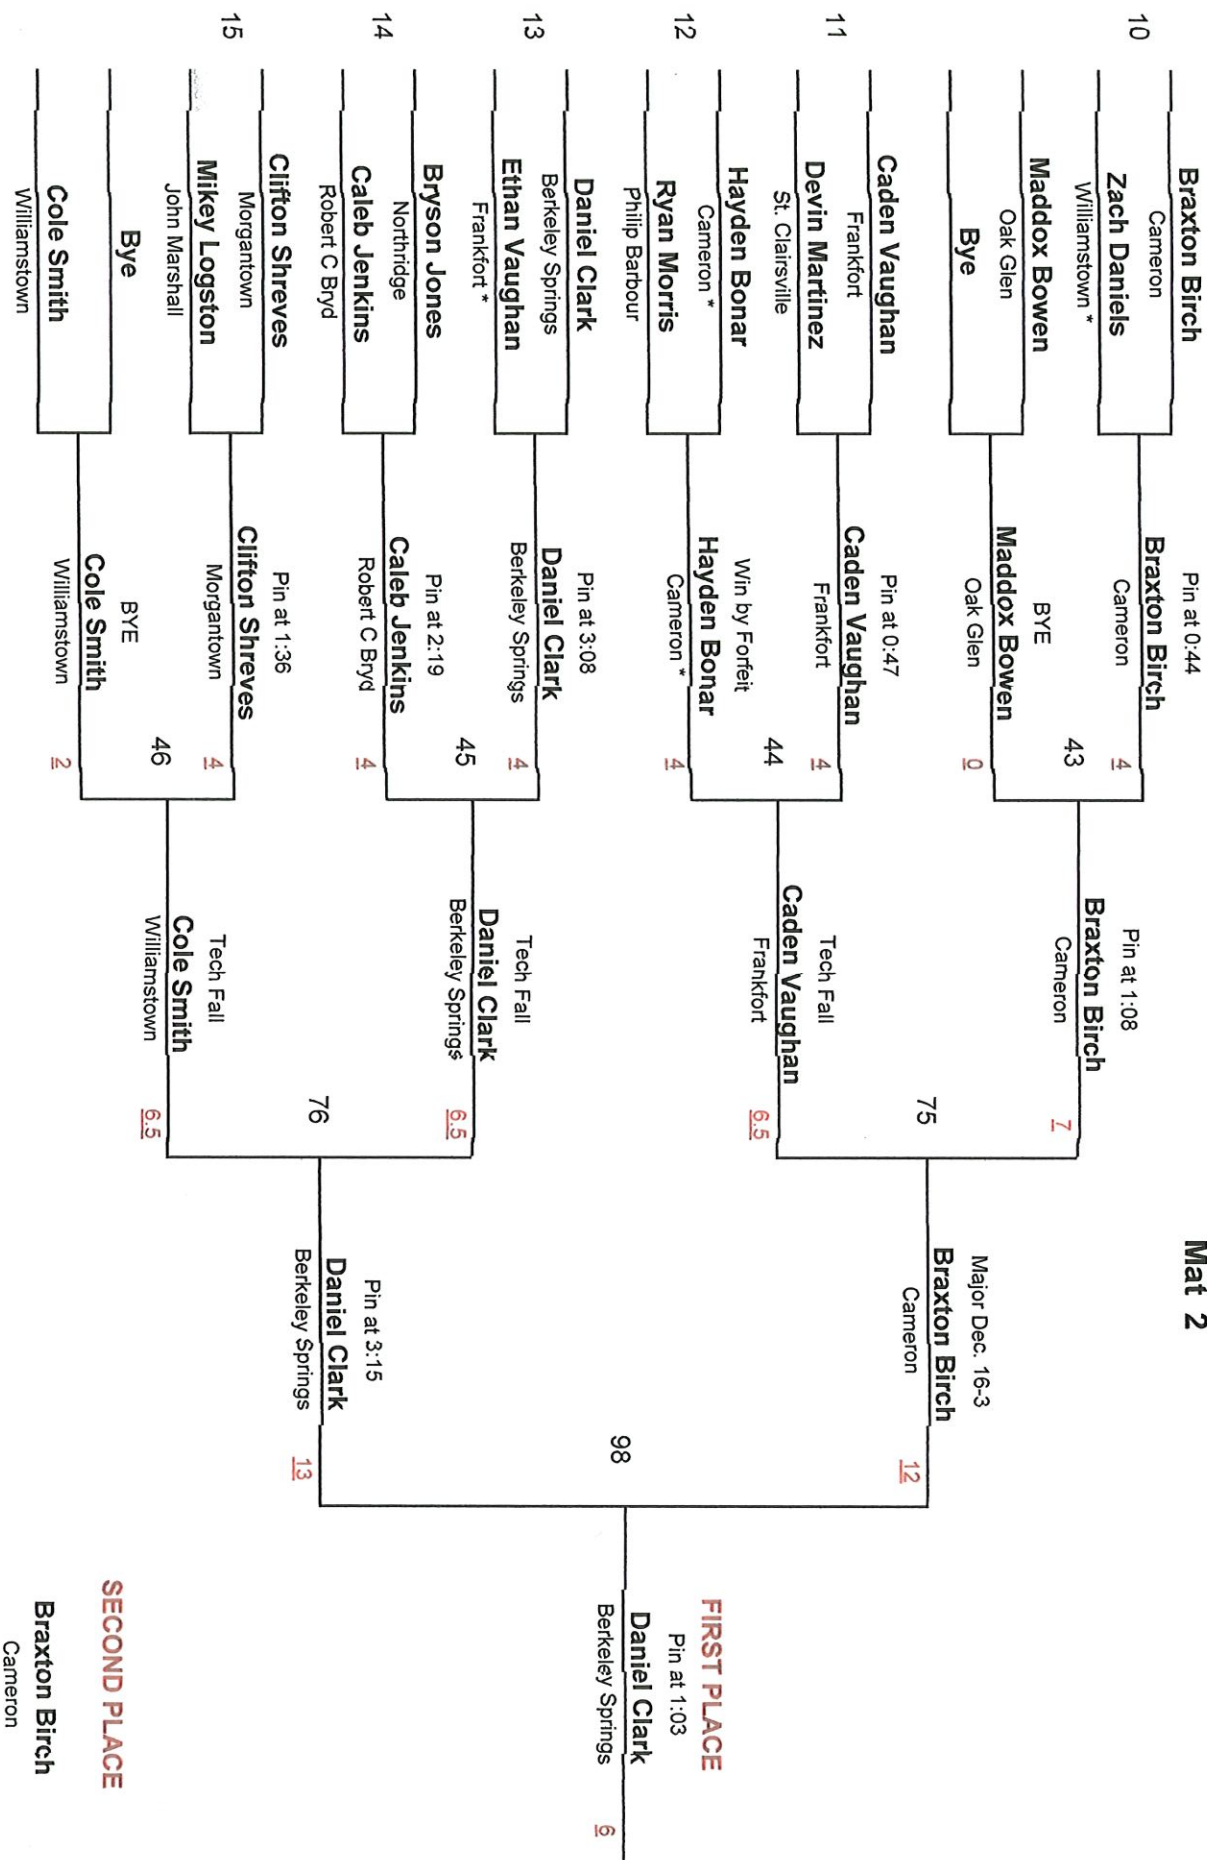 Mat 2
10
Braxton Birch
Cameron
Zach Daniels
Williamstown *
Maddox Bowen
Oak Glen
Bye
11
Caden Vaughan
Frankfort
Devin Martinez
St. Clairsville
12
Hayden Bonar
Cameron *
Ryan Morris
Philip Barbour
13
Daniel Clark
Berkeley Springs
Ethan Vaughan
Frankfort *
14
Bryson Jones
Northridge
Caleb Jenkins
Robert C Bryd
15
Clifton Shreves
Morgantown
Mikey Logston
John Marshall
Bye
Cole Smith
Williamstown
Pin at 0:44
Braxton Birch
Cameron
4
43
BYE
Maddox Bowen
Oak Glen
0
Pin at 0:47
Caden Vaughan
Frankfort
4
44
Win by Forfeit
Hayden Bonar
Cameron *
4
Pin at 3:08
Daniel Clark
Berkeley Springs
4
45
Pin at 2:19
Caleb Jenkins
Robert C Bryd
4
Pin at 1:36
Clifton Shreves
Morgantown
4
46
BYE
Cole Smith
Williamstown
2
Pin at 1:08
Braxton Birch
Cameron
7
75
Tech Fall
Caden Vaughan
Frankfort
6.5
Tech Fall
Daniel Clark
Berkeley Springs
6.5
76
Tech Fall
Cole Smith
Williamstown
6.5
Major Dec. 16-3
Braxton Birch
Cameron
12
98
Pin at 3:15
Daniel Clark
Berkeley Springs
13
FIRST PLACE
Pin at 1:03
Daniel Clark
Berkeley Springs
6
SECOND PLACE
Braxton Birch
Cameron